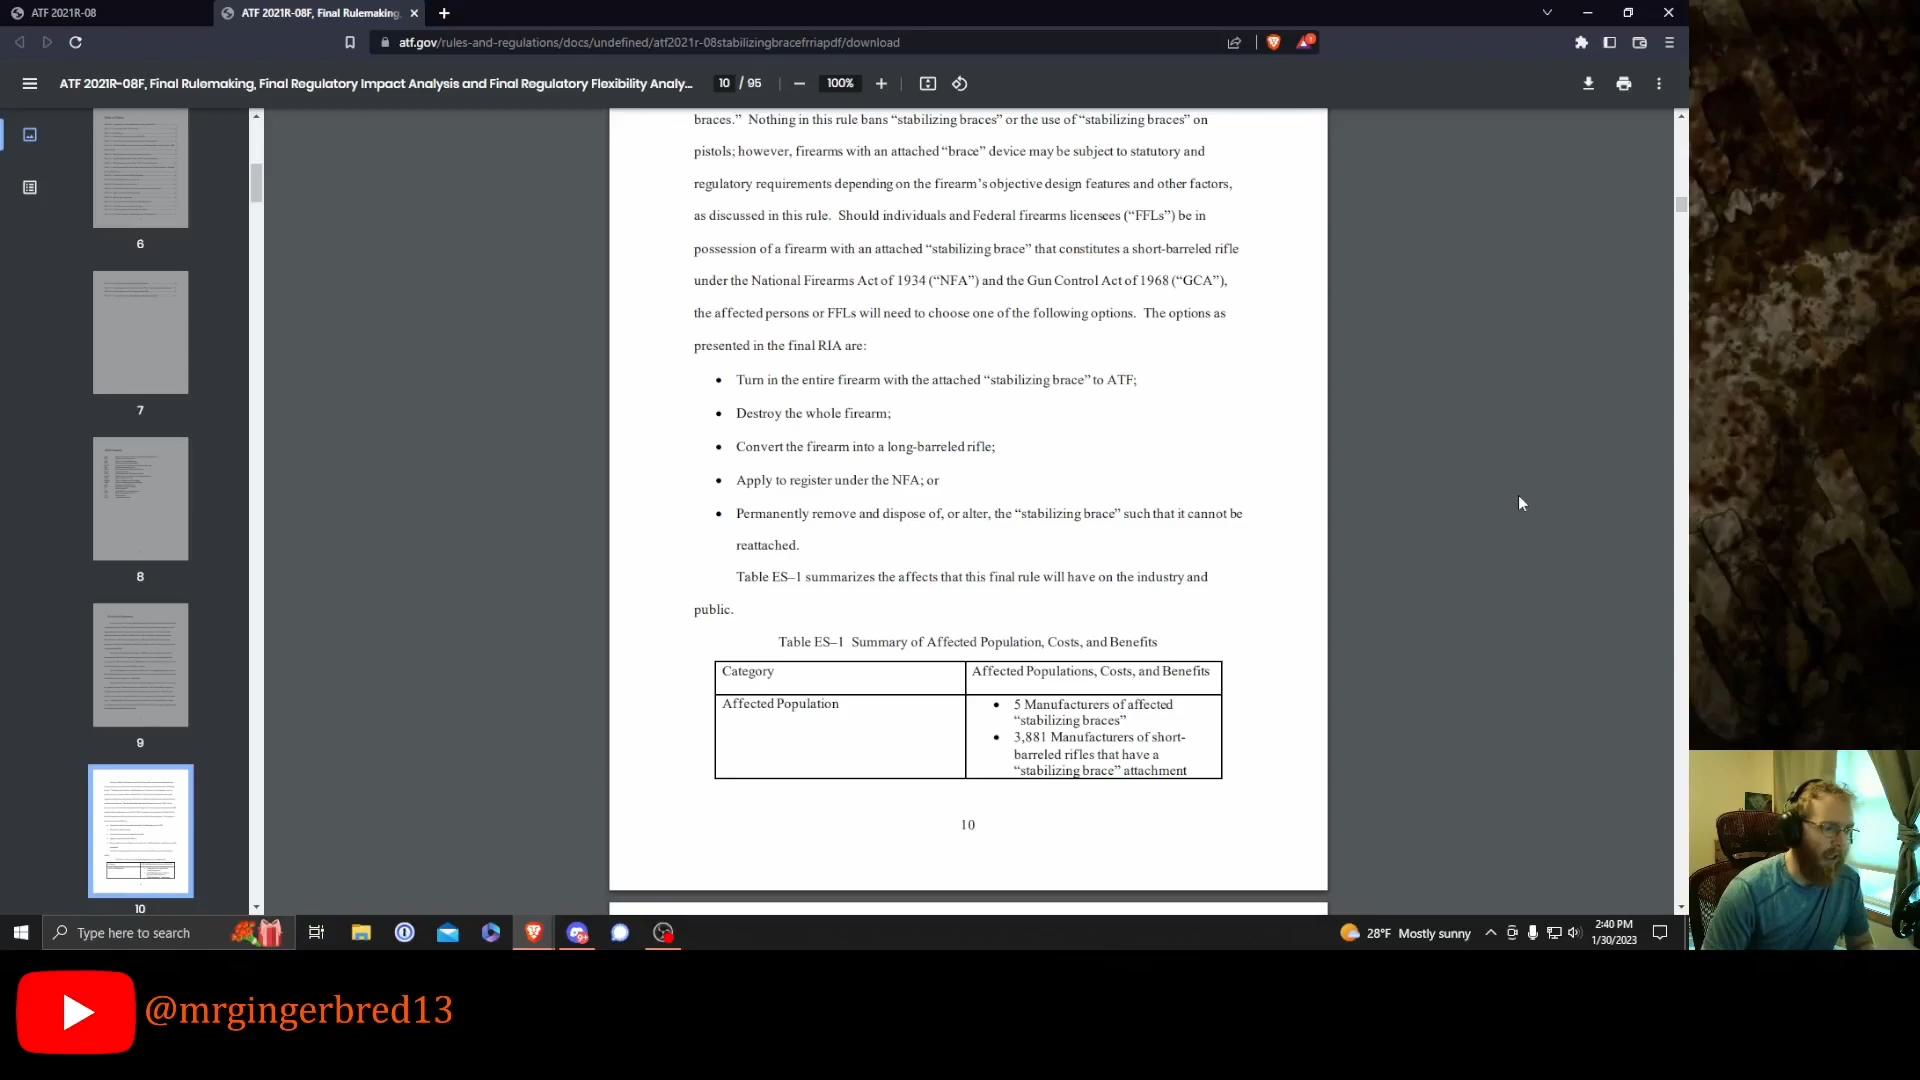 ATF 2021R-08
ATF 2021R-08F, Final Rulemaking,
atf.gov/rules-and-regulations/docs/undefined/atf2021r-08stabilizingbracefrriapdf/download
ATF 2021R-08F, Final Rulemaking, Final Regulatory Impact Analysis and Final Regulatory Flexibility Analy...
10 / 95
100%
braces.” Nothing in this rule bans “stabilizing braces” or the use of “stabilizing braces” on
pistols; however, firearms with an attached “brace” device may be subject to statutory and
regulatory requirements depending on the firearm’s objective design features and other factors,
as discussed in this rule. Should individuals and Federal firearms licensees (“FFLs”) be in
possession of a firearm with an attached “stabilizing brace” that constitutes a short-barreled rifle
under the National Firearms Act of 1934 (“NFA”) and the Gun Control Act of 1968 (“GCA”),
the affected persons or FFLs will need to choose one of the following options. The options as
presented in the final RIA are:
• Turn in the entire firearm with the attached “stabilizing brace” to ATF;
• Destroy the whole firearm;
• Convert the firearm into a long-barreled rifle;
• Apply to register under the NFA; or
• Permanently remove and dispose of, or alter, the “stabilizing brace” such that it cannot be
reattached.
Table ES–1 summarizes the affects that this final rule will have on the industry and
public.
Table ES–1 Summary of Affected Population, Costs, and Benefits
Category
Affected Populations, Costs, and Benefits
Affected Population
• 5 Manufacturers of affected
“stabilizing braces”
• 3,881 Manufacturers of short-
barreled rifles that have a
“stabilizing brace” attachment
10
6
7
8
9
10
Type here to search
28°F Mostly sunny
2:40 PM
1/30/2023
@mrgingerbred13